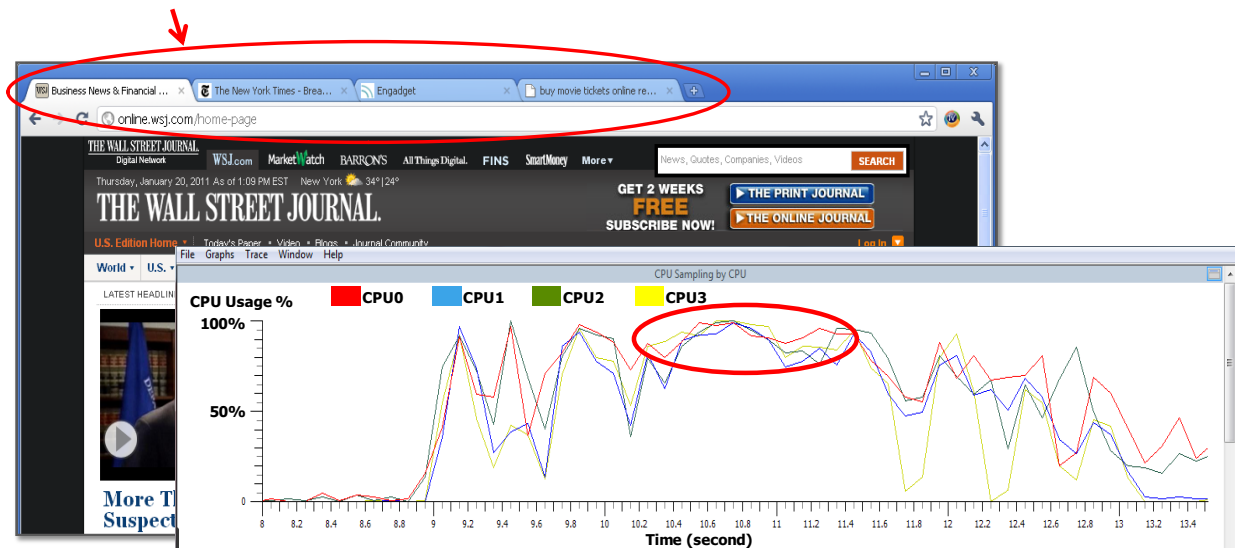 Business News & Financial ...
The New York Times - Brea...
Engadget
buy movie tickets online re...
online.wsj.com/home-page
THE WALL STREET JOURNAL.
Digital Network
WSJ.com MarketWatch BARRON'S All Things Digital. FINS SmartMoney More
News, Quotes, Companies, Videos
SEARCH
Thursday, January 20, 2011 As of 1:09 PM EST New York 34°|24°
THE WALL STREET JOURNAL.
GET 2 WEEKS
FREE
SUBSCRIBE NOW!
THE PRINT JOURNAL
THE ONLINE JOURNAL
U.S. Edition Home Today's Paper • Video • Blogs • Journal Community
Log In
World U.S.
LATEST HEADLIN
More T
Suspect
File Graphs Trace Window Help
CPU Sampling by CPU
CPU Usage %
CPU0 CPU1 CPU2 CPU3
100%
50%
0
8 8.2 8.4 8.6 8.8 9 9.2 9.4 9.6 9.8 10 10.2 10.4 10.6 10.8 11 11.2 11.4 11.6 11.8 12 12.2 12.4 12.6 12.8 13 13.2 13.4
Time (second)